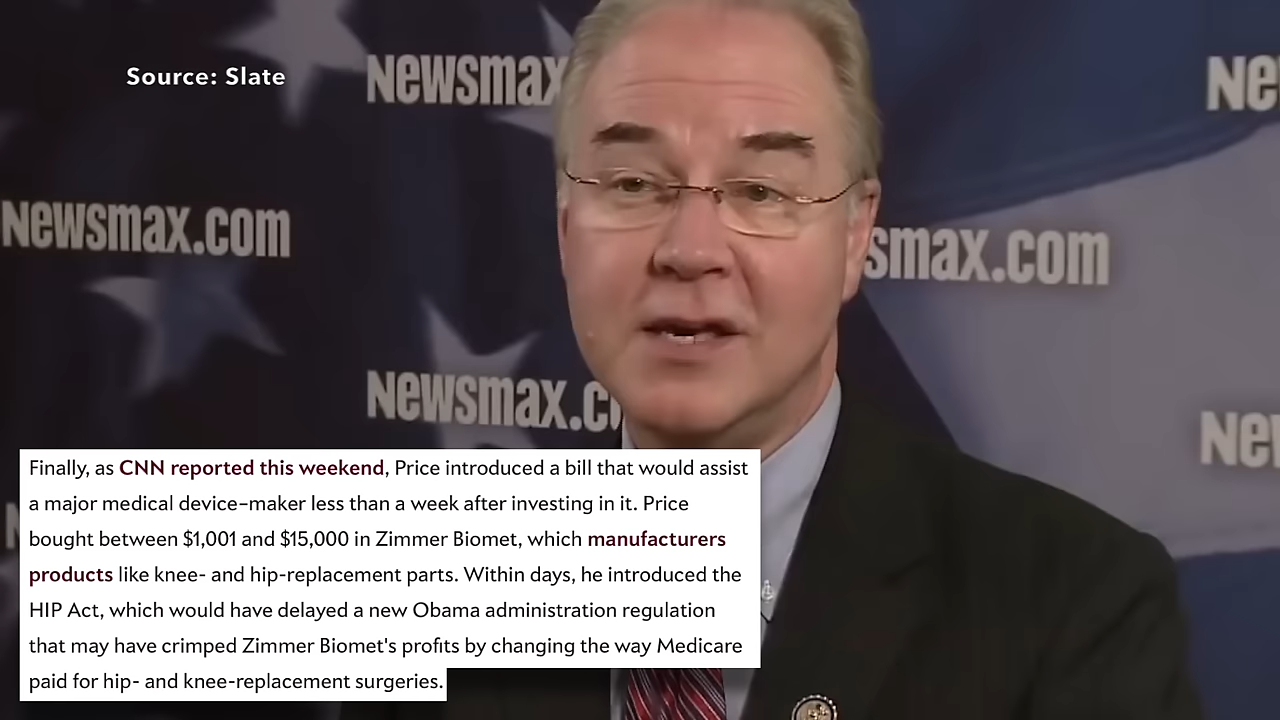 Source: Slate
Newsmax
Ne
Newsmax.com
smax.com
Newsmax.c
Ne
Finally, as CNN reported this weekend, Price introduced a bill that would assist
a major medical device-maker less than a week after investing in it. Price
bought between $1,001 and $15,000 in Zimmer Biomet, which manufacturers
products like knee- and hip-replacement parts. Within days, he introduced the
HIP Act, which would have delayed a new Obama administration regulation
that may have crimped Zimmer Biomet's profits by changing the way Medicare
paid for hip- and knee-replacement surgeries.